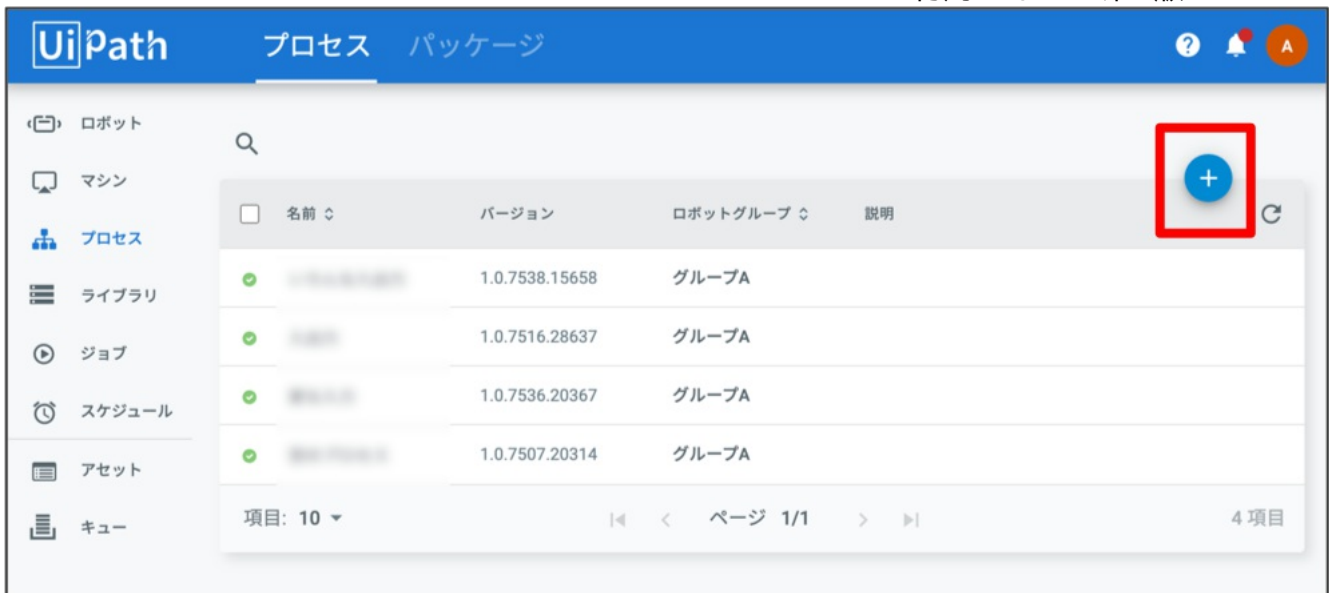 UiPath プロセス パッケージ ? A
ロボット
マシン
プロセス
ライブラリ
ジョブ
スケジュール
アセット
キュー
+
名前 バージョン ロボットグループ 説明
1.0.7538.15658 グループA
1.0.7516.28637 グループA
1.0.7536.20367 グループA
1.0.7507.20314 グループA
項目: 10 ページ 1/1 4 項目